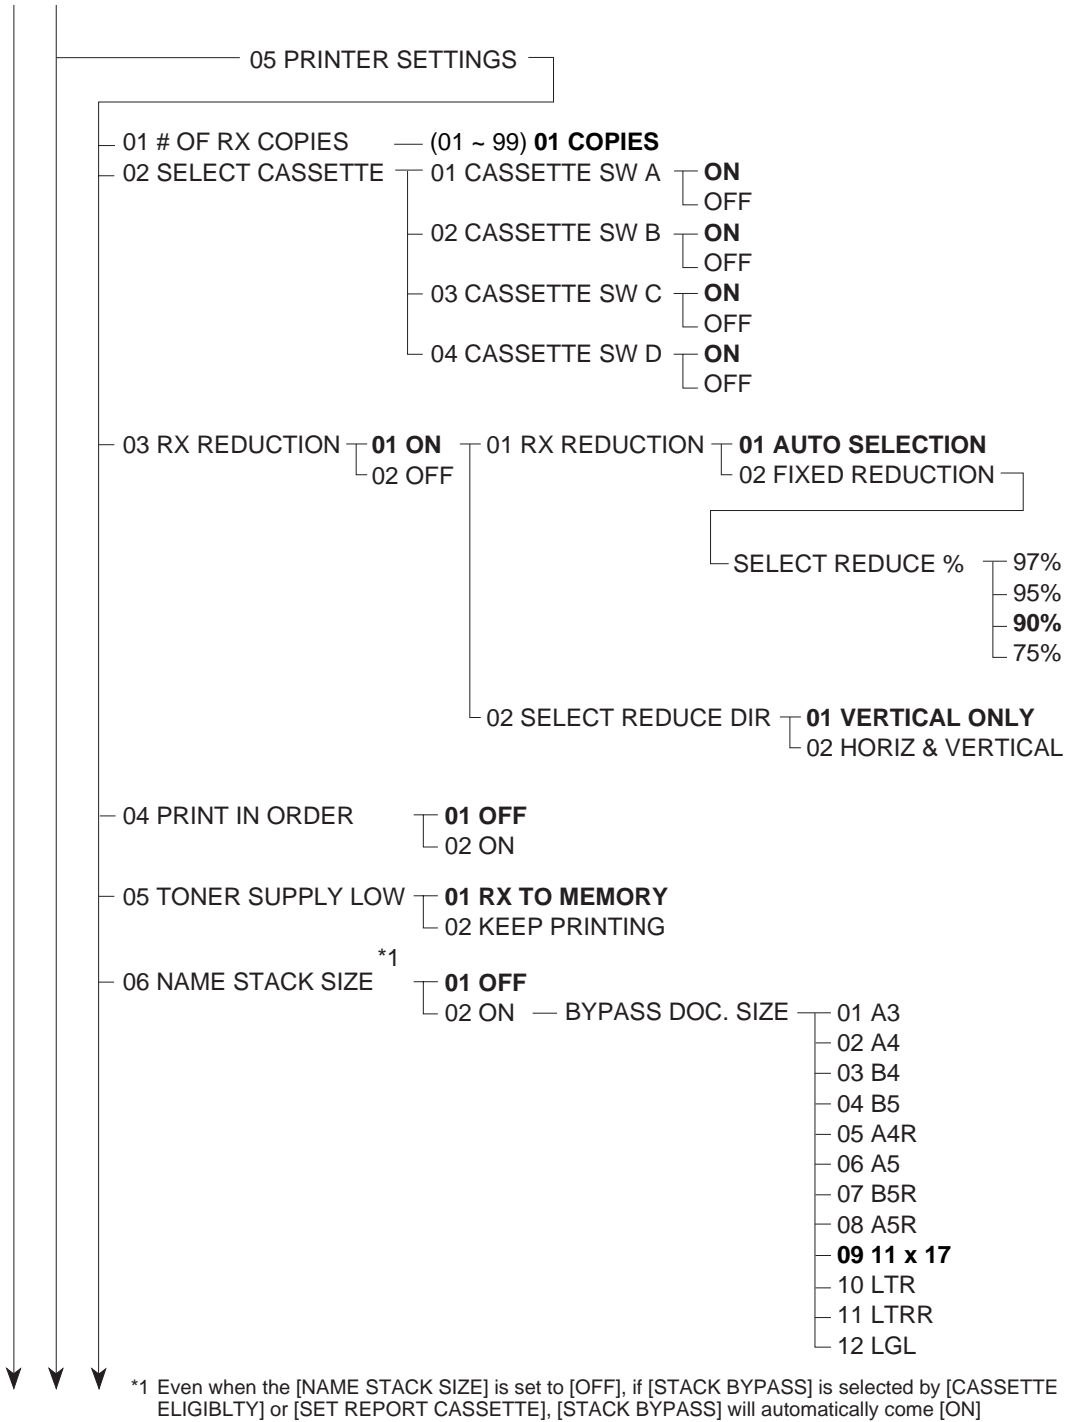 05 PRINTER SETTINGS
01 # OF RX COPIES (01 ~ 99) 01 COPIES
02 SELECT CASSETTE 01 CASSETTE SW A ON
OFF
02 CASSETTE SW B ON
OFF
03 CASSETTE SW C ON
OFF
04 CASSETTE SW D ON
OFF
03 RX REDUCTION 01 ON 01 RX REDUCTION 01 AUTO SELECTION
02 OFF 02 FIXED REDUCTION
SELECT REDUCE % 97%
95%
90%
75%
02 SELECT REDUCE DIR 01 VERTICAL ONLY
02 HORIZ & VERTICAL
04 PRINT IN ORDER 01 OFF
02 ON
05 TONER SUPPLY LOW 01 RX TO MEMORY
02 KEEP PRINTING
06 NAME STACK SIZE *1 01 OFF
02 ON BYPASS DOC. SIZE 01 A3
02 A4
03 B4
04 B5
05 A4R
06 A5
07 B5R
08 A5R
09 11 x 17
10 LTR
11 LTRR
12 LGL
*1 Even when the [NAME STACK SIZE] is set to [OFF], if [STACK BYPASS] is selected by [CASSETTE
ELIGIBLTY] or [SET REPORT CASSETTE], [STACK BYPASS] will automatically come [ON]